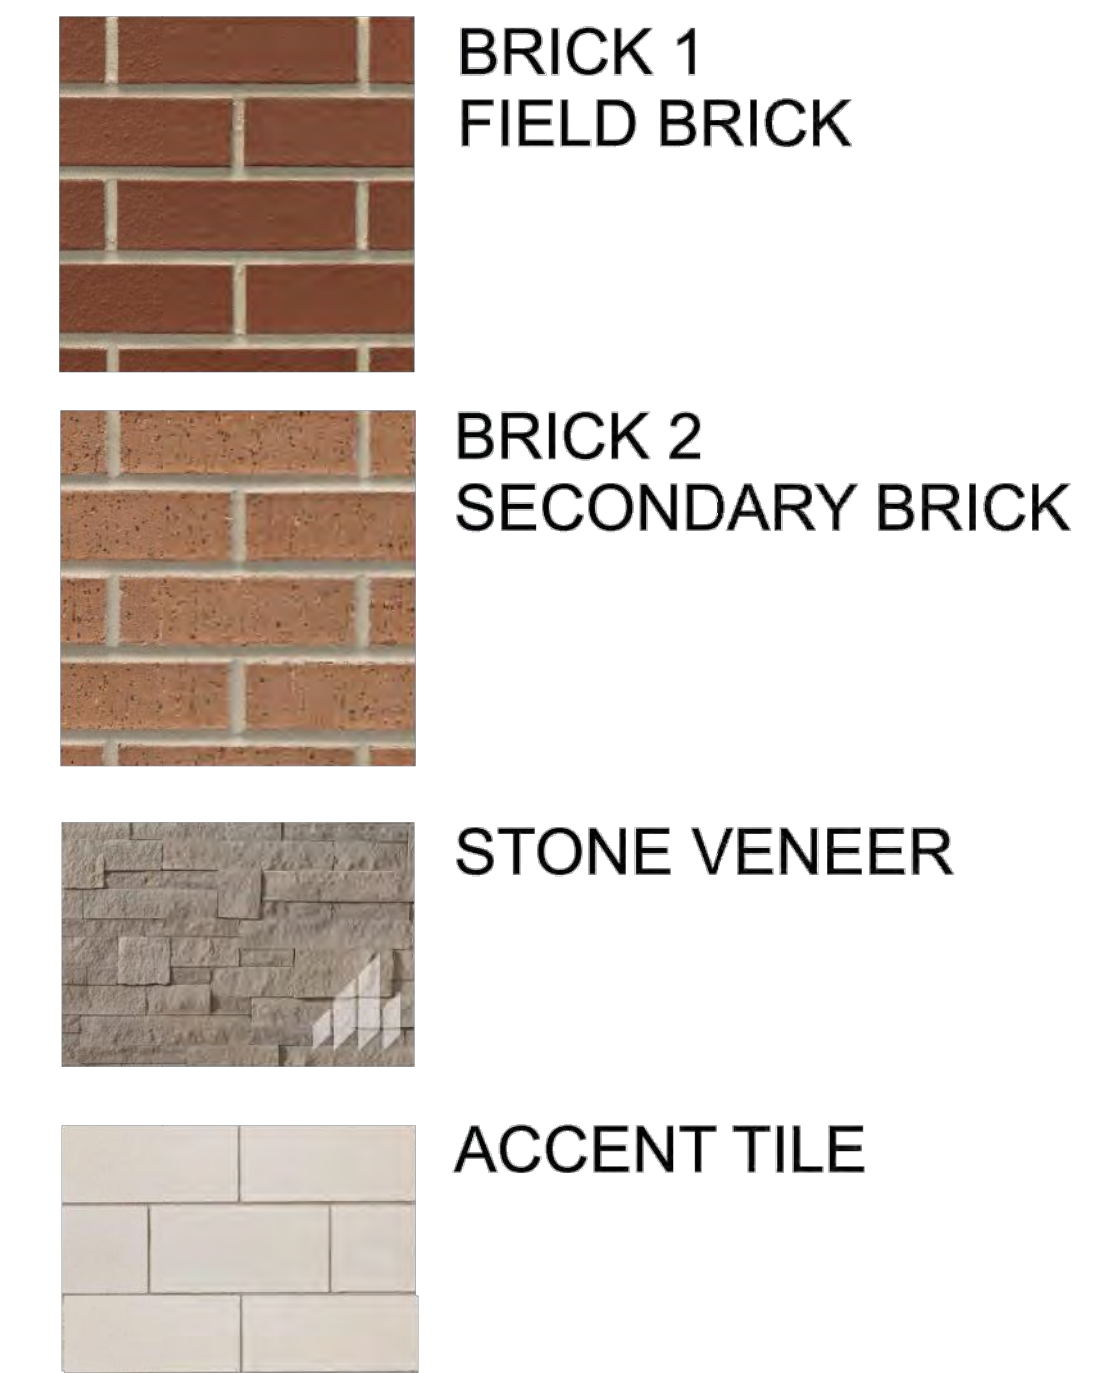 BRICK 1
FIELD BRICK
BRICK 2
SECONDARY BRICK
STONE VENEER
ACCENT TILE